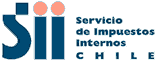 sii
Servicio
de Impuestos
Internos
CHILE